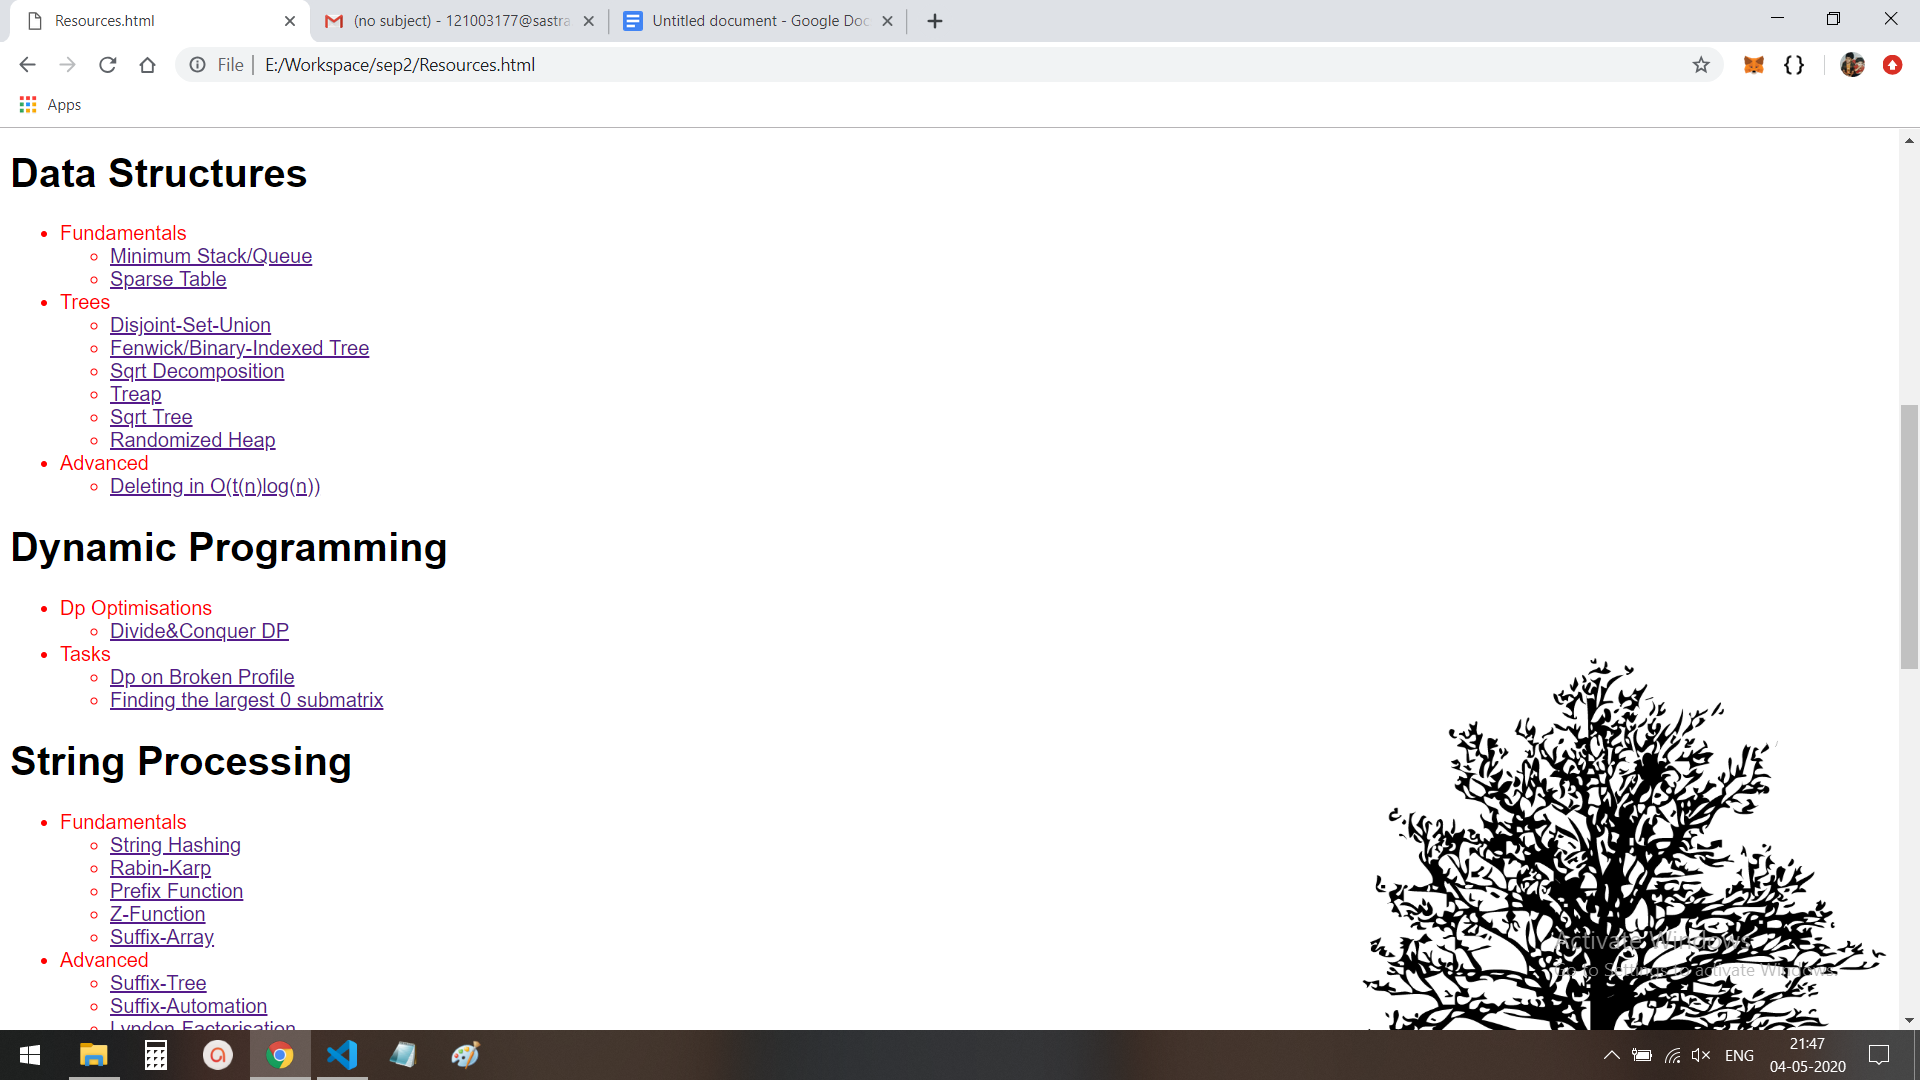 Resources.html
(no subject) - 121003177@sastra
Untitled document - Google Doc
File
E:/Workspace/sep2/Resources.html
Apps
Data Structures
Fundamentals
Minimum Stack/Queue
Sparse Table
Trees
Disjoint-Set-Union
Fenwick/Binary-Indexed Tree
Sqrt Decomposition
Treap
Sqrt Tree
Randomized Heap
Advanced
Deleting in O(t(n)log(n))
Dynamic Programming
Dp Optimisations
Divide&Conquer DP
Tasks
Dp on Broken Profile
Finding the largest 0 submatrix
String Processing
Fundamentals
String Hashing
Rabin-Karp
Prefix Function
Z-Function
Suffix-Array
Advanced
Suffix-Tree
Suffix-Automation
Lyndon Factorisation
Activate Windows
Go to Settings to activate Windows.
ENG
21:47
04-05-2020